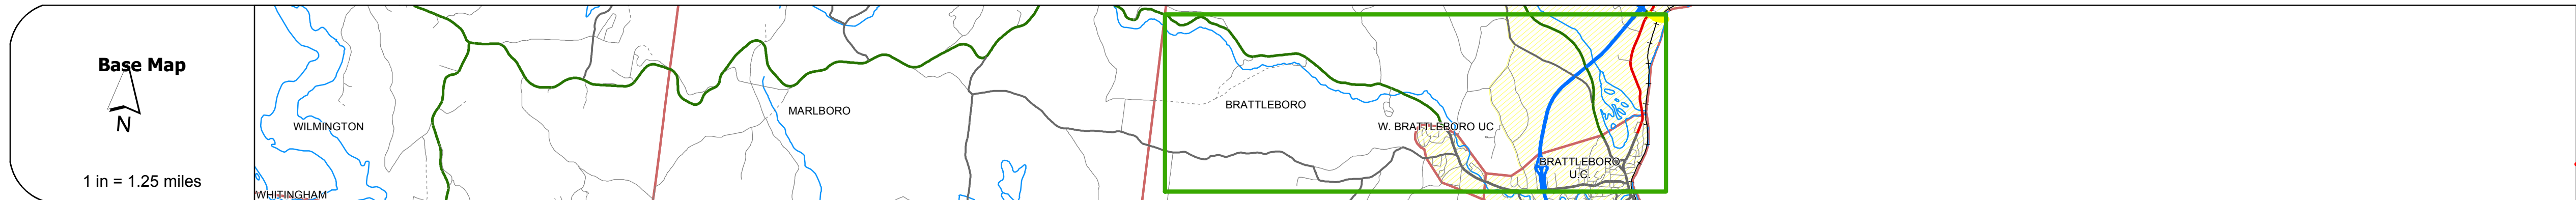 Base Map
N
1 in = 1.25 miles
WILMINGTON
WHITINGHAM
MARLBORO
BRATTLEBORO
W. BRATTLEBORO UC
BRATTLEBORO
U.C.